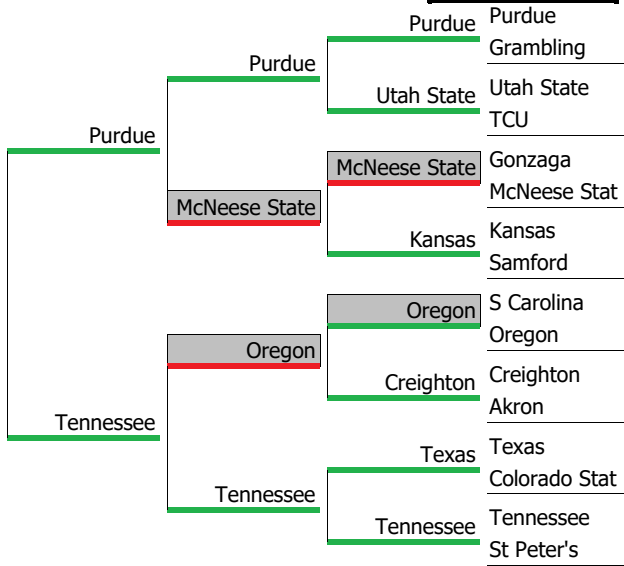 Purdue
Purdue
Grambling
Purdue
Utah State
Utah State
TCU
Purdue
McNeese State
Gonzaga
McNeese Stat
McNeese State
Kansas
Kansas
Samford
Oregon
S Carolina
Oregon
Oregon
Creighton
Creighton
Akron
Tennessee
Texas
Texas
Colorado Stat
Tennessee
Tennessee
Tennessee
St Peter's